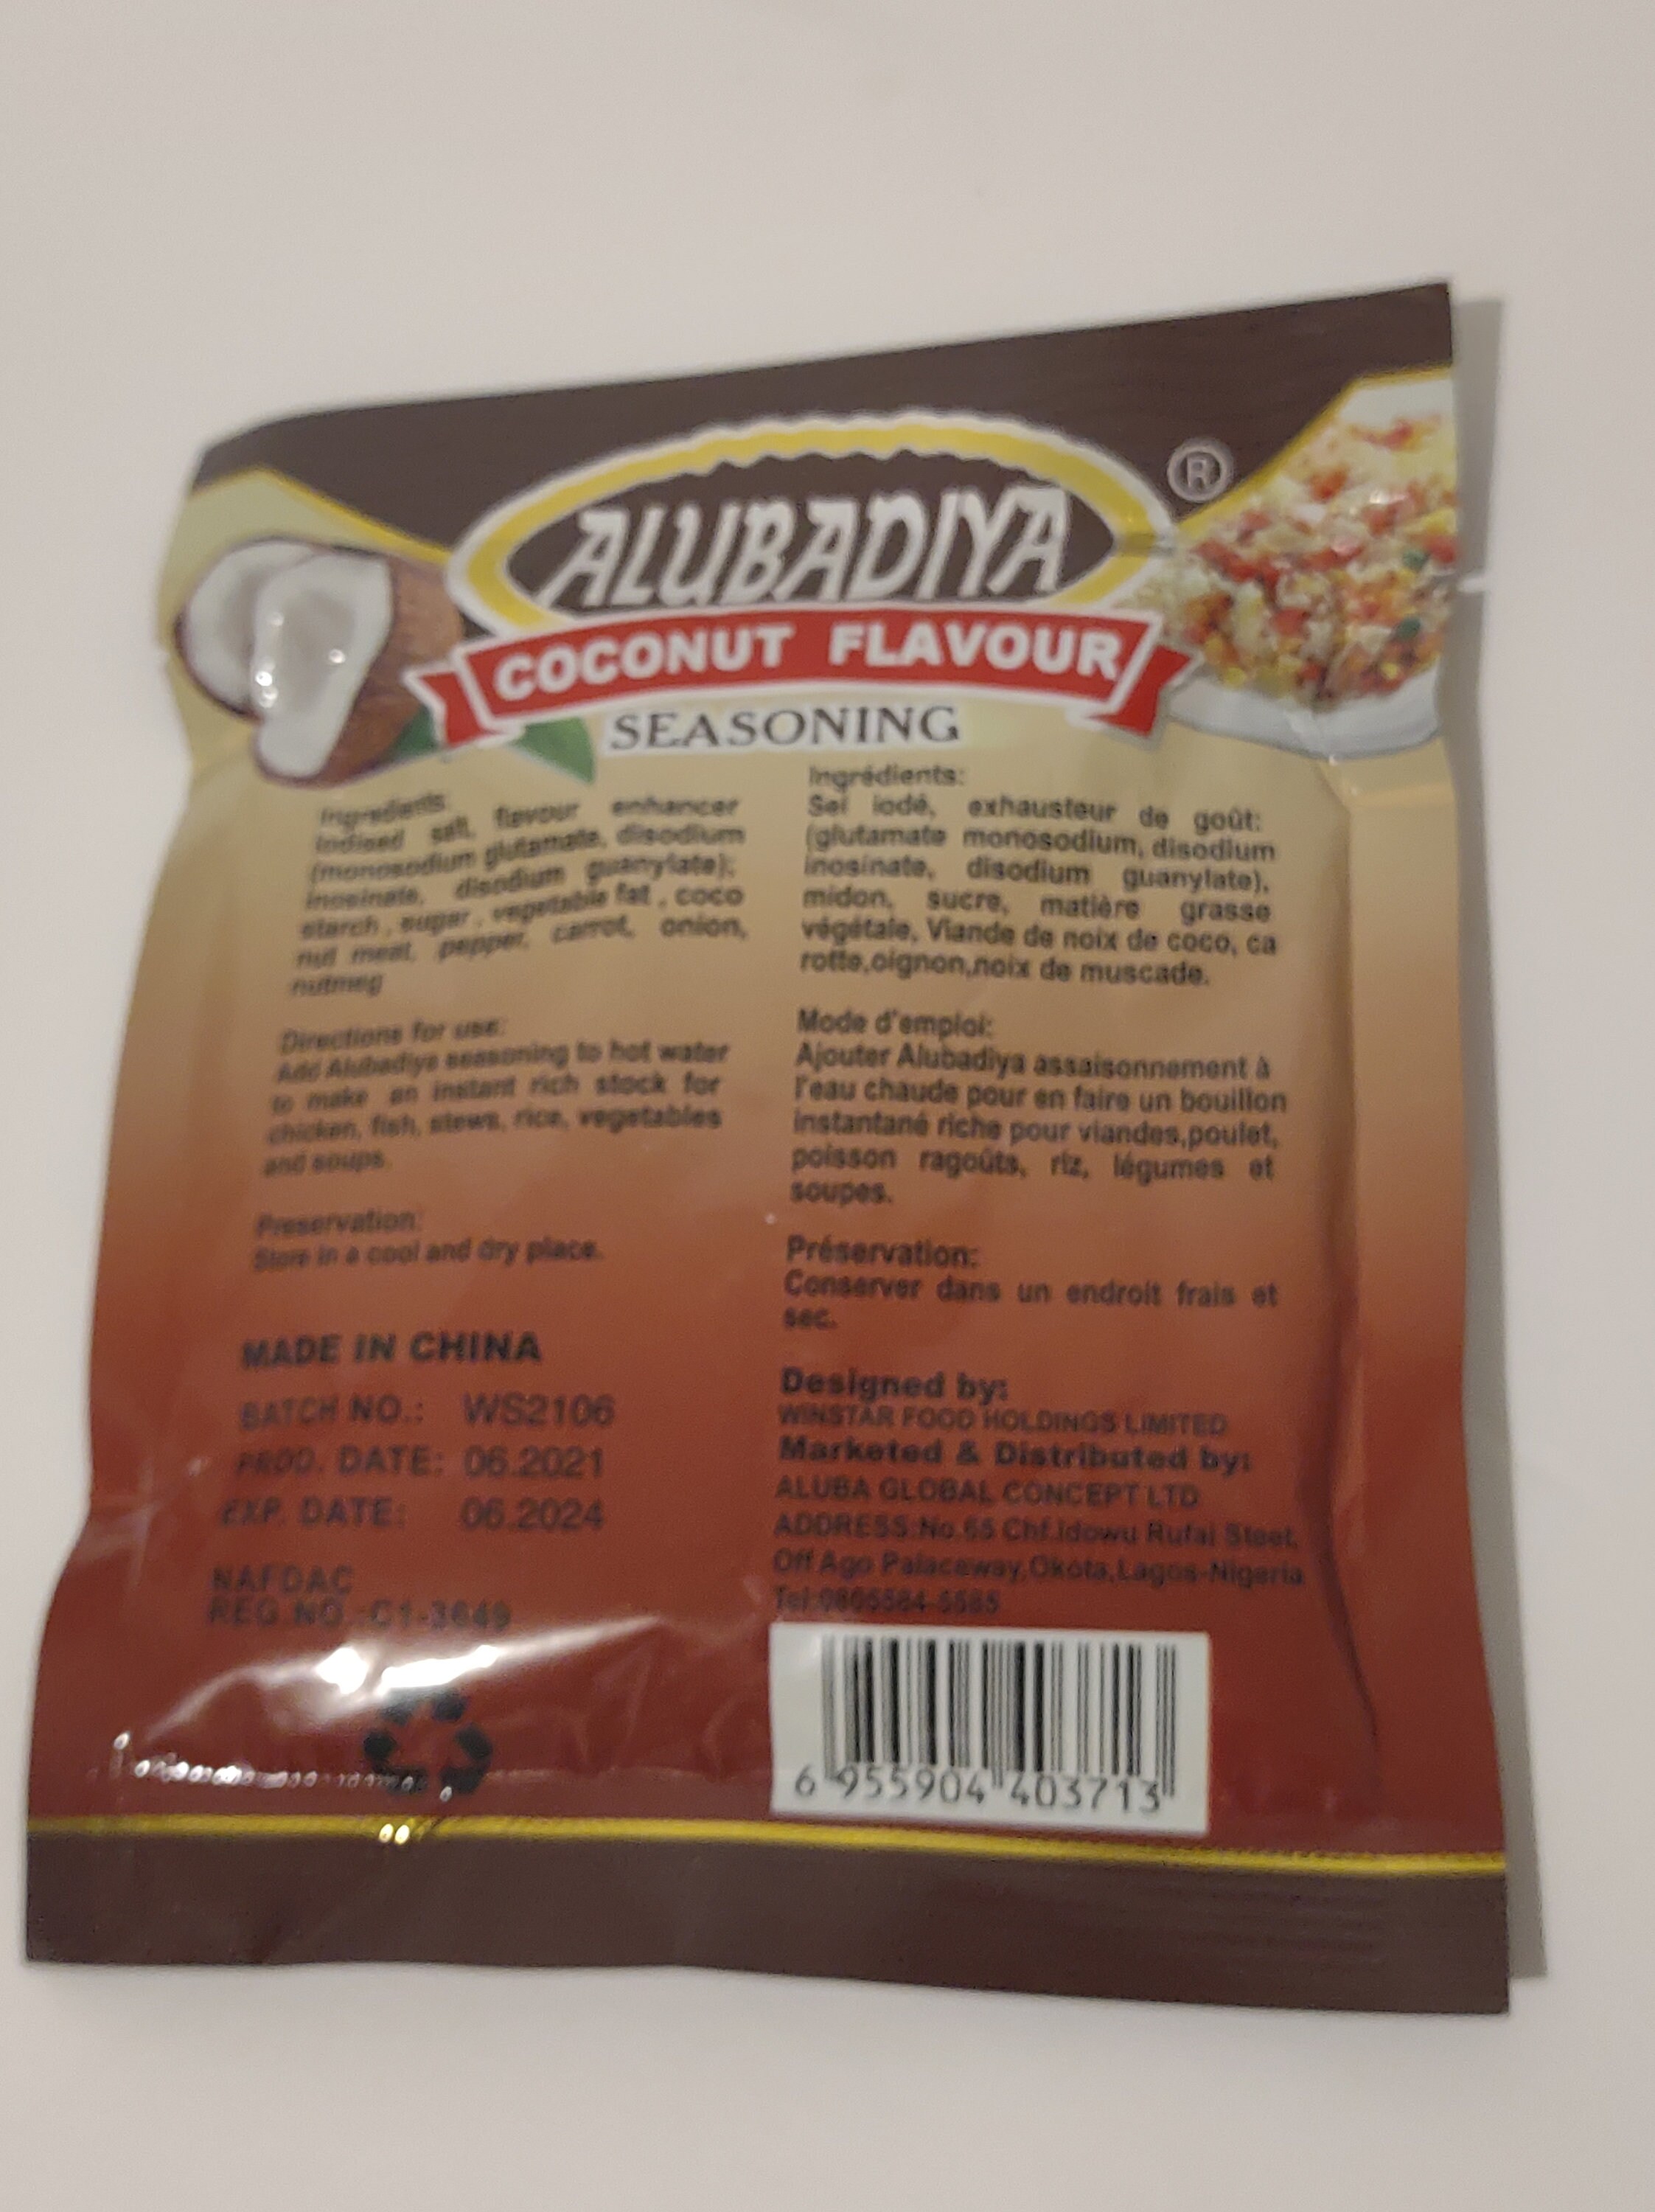 ALUBADIYA ®
COCONUT FLAVOUR
SEASONING
Ingredients:
Iodised salt, flavour enhancer
(monosodium glutamate, disodium
inosinate, disodium guanylate);
starch, sugar, vegetable fat, coco
nut meat, pepper, carrot, onion,
nutmeg
Directions for use:
Add Alubadiya seasoning to hot water
to make an instant rich stock for
chicken, fish, stews, rice, vegetables
and soups.
Preservation:
Store in a cool and dry place.
MADE IN CHINA
BATCH NO.: WS2106
PROD. DATE: 06.2021
EXP. DATE: 06.2024
NAFDAC
REG.NO.:C1-3649
Ingrédients:
Sel iodé, exhausteur de goût:
(glutamate monosodium, disodium
inosinate, disodium guanylate),
midon, sucre, matière grasse
végétale, Viande de noix de coco, ca
rotte,oignon,noix de muscade.
Mode d'emploi:
Ajouter Alubadiya assaisonnement à
l'eau chaude pour en faire un bouillon
instantané riche pour viandes,poulet,
poisson ragoûts, riz, légumes et
soupes.
Préservation:
Conserver dans un endroit frais et
sec.
Designed by:
WINSTAR FOOD HOLDINGS LIMITED
Marketed & Distributed by:
ALUBA GLOBAL CONCEPT LTD
ADDRESS:No.65 Chf.Idowu Rufai Steet,
Off Ago Palaceway,Okota,Lagos-Nigeria
Tel:
6 955904 403713